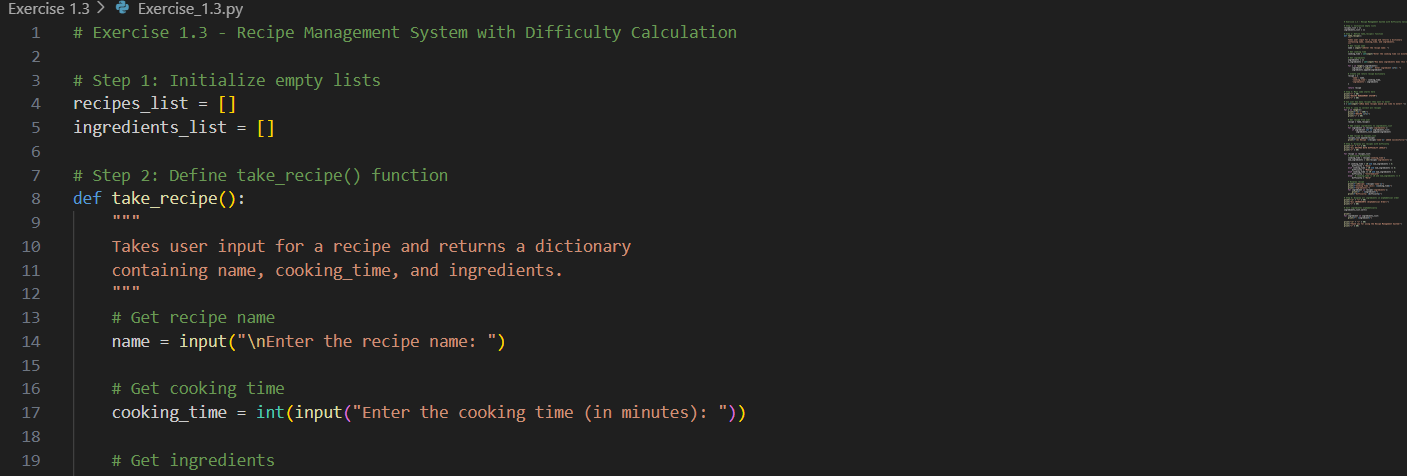 Exercise 1.3 > Exercise_1.3.py
1 # Exercise 1.3 - Recipe Management System with Difficulty Calculation
2
3 # Step 1: Initialize empty lists
4 recipes_list = []
5 ingredients_list = []
6
7 # Step 2: Define take_recipe() function
8 def take_recipe():
9     """
10     Takes user input for a recipe and returns a dictionary
11     containing name, cooking_time, and ingredients.
12     """
13     # Get recipe name
14     name = input("\nEnter the recipe name: ")
15
16     # Get cooking time
17     cooking_time = int(input("Enter the cooking time (in minutes): "))
18
19     # Get ingredients